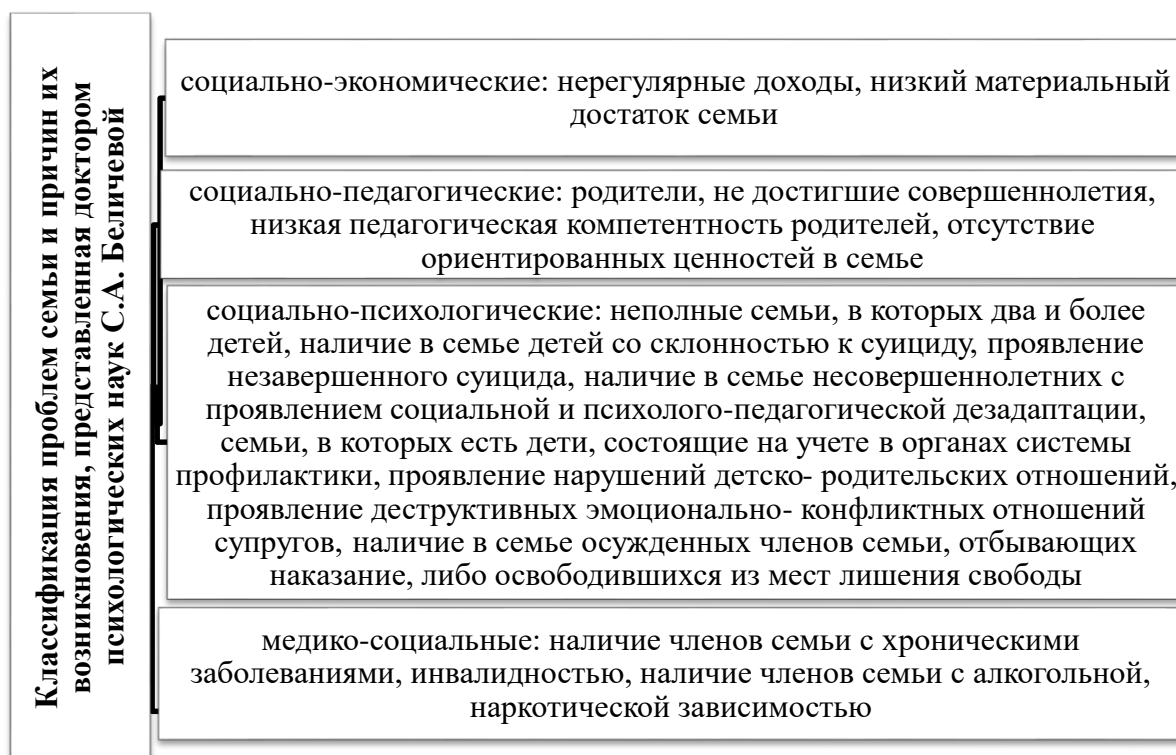 Классификация проблем семьи и причин их
возникновения, представленная доктором
психологических наук С.А. Беличевой
социально-экономические: нерегулярные доходы, низкий материальный
достаток семьи
социально-педагогические: родители, не достигшие совершеннолетия,
низкая педагогическая компетентность родителей, отсутствие
ориентированных ценностей в семье
социально-психологические: неполные семьи, в которых два и более
детей, наличие в семье детей со склонностью к суициду, проявление
незавершенного суицида, наличие в семье несовершеннолетних с
проявлением социальной и психолого-педагогической дезадаптации,
семьи, в которых есть дети, состоящие на учете в органах системы
профилактики, проявление нарушений детско- родительских отношений,
проявление деструктивных эмоционально- конфликтных отношений
супругов, наличие в семье осужденных членов семьи, отбывающих
наказание, либо освободившихся из мест лишения свободы
медико-социальные: наличие членов семьи с хроническими
заболеваниями, инвалидностью, наличие членов семьи с алкогольной,
наркотической зависимостью